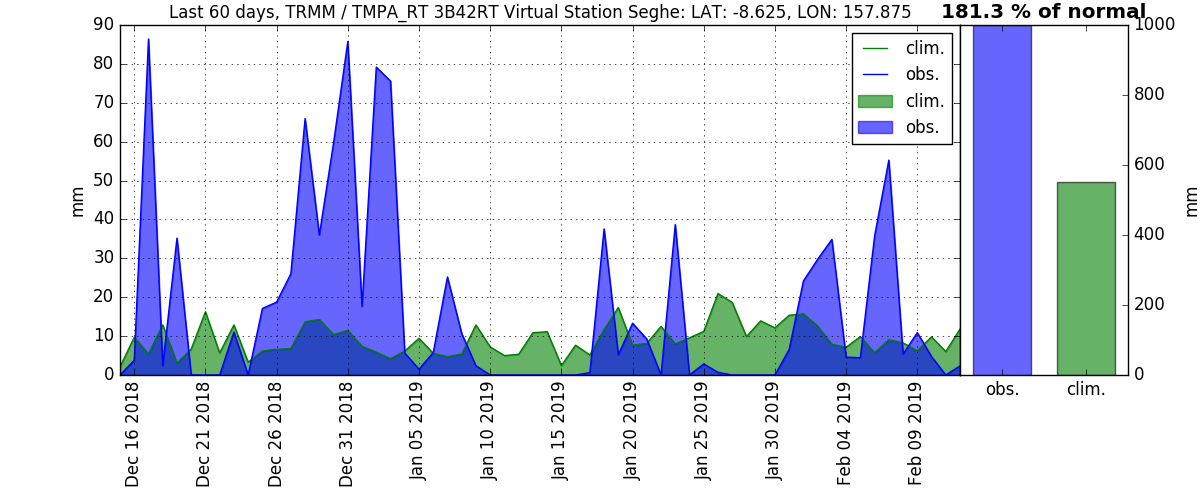 Last 60 days, TRMM / TMPA_RT 3B42RT Virtual Station Seghe: LAT: -8.625, LON: 157.875
181.3 % of normal
90
80
70
60
50
40
30
20
10
0
mm
clim.
obs.
clim.
obs.
1000
800
600
400
200
0
mm
Dec 16 2018
Dec 21 2018
Dec 26 2018
Dec 31 2018
Jan 05 2019
Jan 10 2019
Jan 15 2019
Jan 20 2019
Jan 25 2019
Jan 30 2019
Feb 04 2019
Feb 09 2019
obs.
clim.